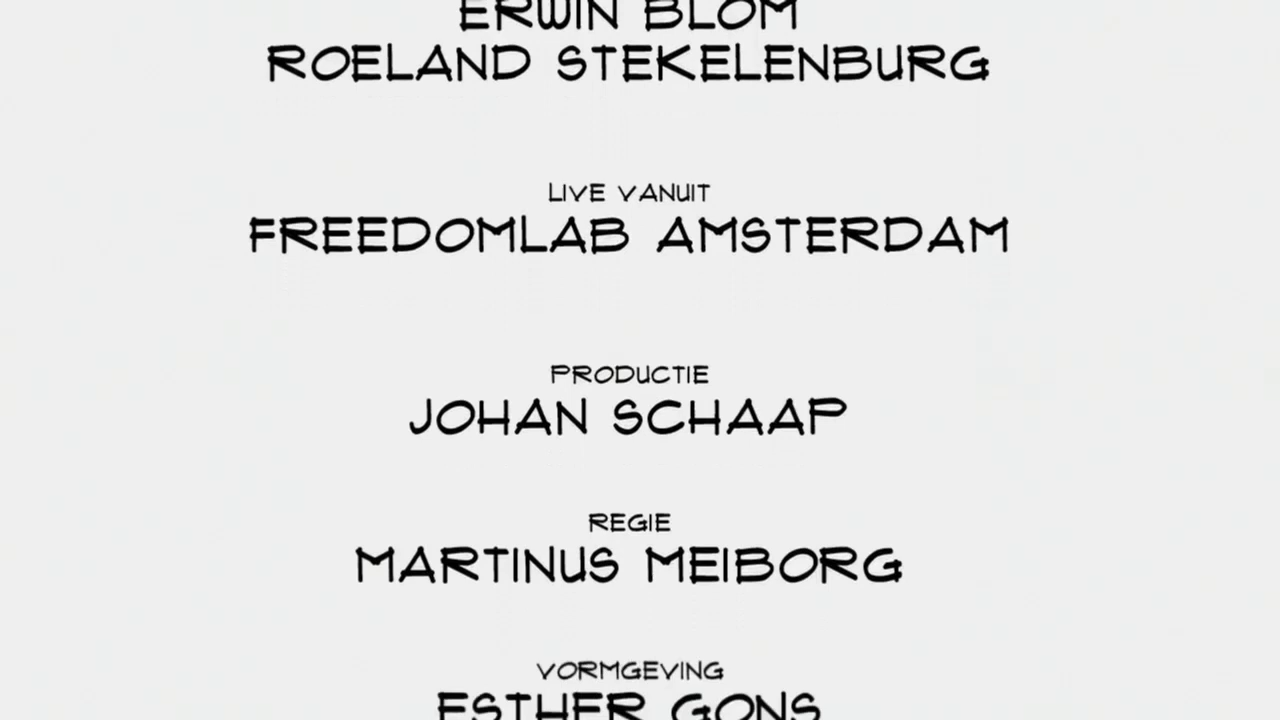 ERWIN BLOM
ROELAND STEKELENBURG
LIVE VANUIT
FREEDOMLAB AMSTERDAM
PRODUCTIE
JOHAN SCHAAP
REGIE
MARTINUS MEIBORG
VORMGEVING
ESTHER GONS